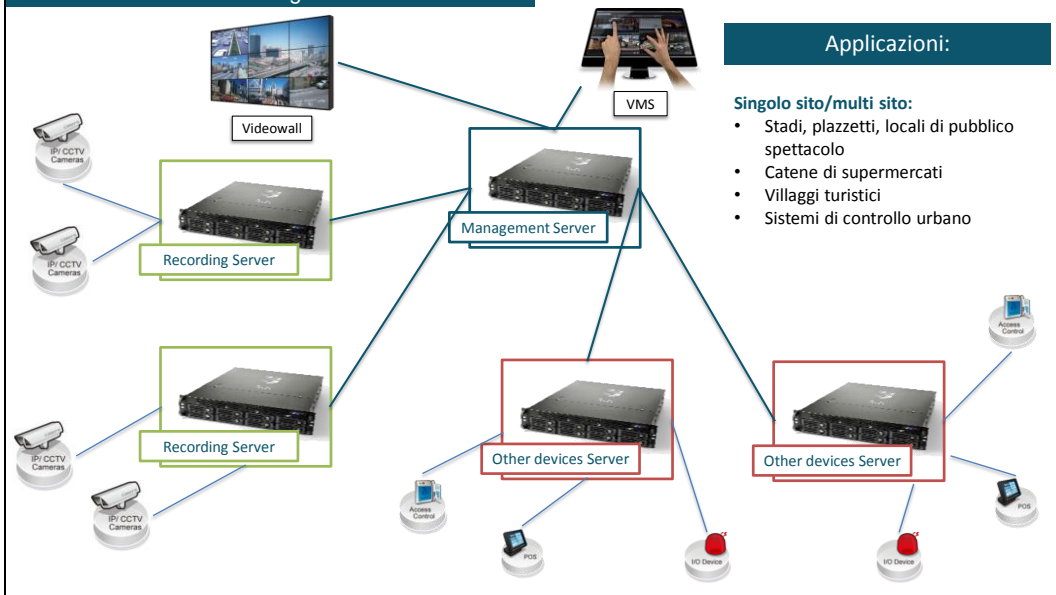 Applicazioni:
Videowall
VMS
Singolo sito/multi sito:
• Stadi, plazzetti, locali di pubblico
spettacolo
• Catene di supermercati
• Villaggi turistici
• Sistemi di controllo urbano
IP/ CCTV
Cameras
Management Server
IP/ CCTV
Cameras
Recording Server
Access
Control
Recording Server
Other devices Server
Other devices Server
IP/ CCTV
Cameras
IP/ CCTV
Cameras
Access
Control
POS
POS
I/O Device
I/O Device